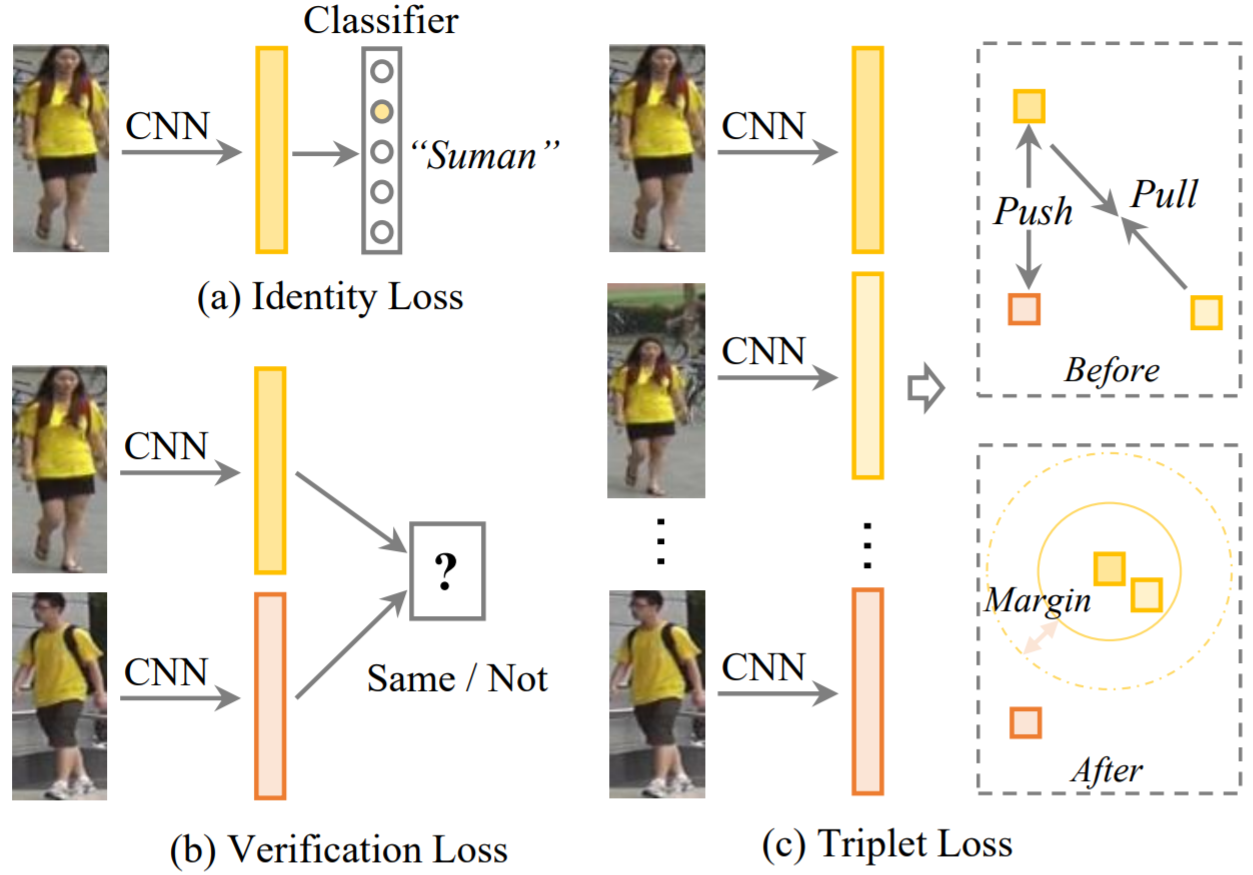 Classifier
CNN
“Suman”
(a) Identity Loss
CNN
?
CNN
Same / Not
(b) Verification Loss
CNN
CNN
CNN
Push
Pull
Before
Margin
After
(c) Triplet Loss